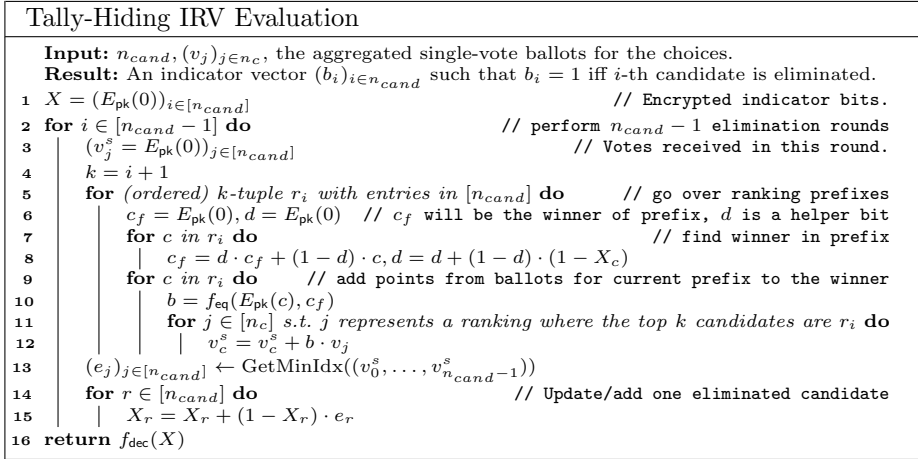 Tally-Hiding IRV Evaluation
Input: n_cand, (v_j)_{j∈n_c}, the aggregated single-vote ballots for the choices.
Result: An indicator vector (b_i)_{i∈n_cand} such that b_i = 1 iff i-th candidate is eliminated.
1 X = (E_pk(0))_{i∈[n_cand]} // Encrypted indicator bits.
2 for i ∈ [n_cand − 1] do // perform n_cand − 1 elimination rounds
3 (v_j^s = E_pk(0))_{j∈[n_cand]} // Votes received in this round.
4 k = i + 1
5 for (ordered) k-tuple r_i with entries in [n_cand] do // go over ranking prefixes
6 c_f = E_pk(0), d = E_pk(0) // c_f will be the winner of prefix, d is a helper bit
7 for c in r_i do // find winner in prefix
8 c_f = d · c_f + (1 − d) · c, d = d + (1 − d) · (1 − X_c)
9 for c in r_i do // add points from ballots for current prefix to the winner
10 b = f_eq(E_pk(c), c_f)
11 for j ∈ [n_c] s.t. j represents a ranking where the top k candidates are r_i do
12 v_c^s = v_c^s + b · v_j
13 (e_j)_{j∈[n_cand]} ← GetMinIdx((v_0^s, . . . , v_{n_cand−1}^s))
14 for r ∈ [n_cand] do // Update/add one eliminated candidate
15 X_r = X_r + (1 − X_r) · e_r
16 return f_dec(X)